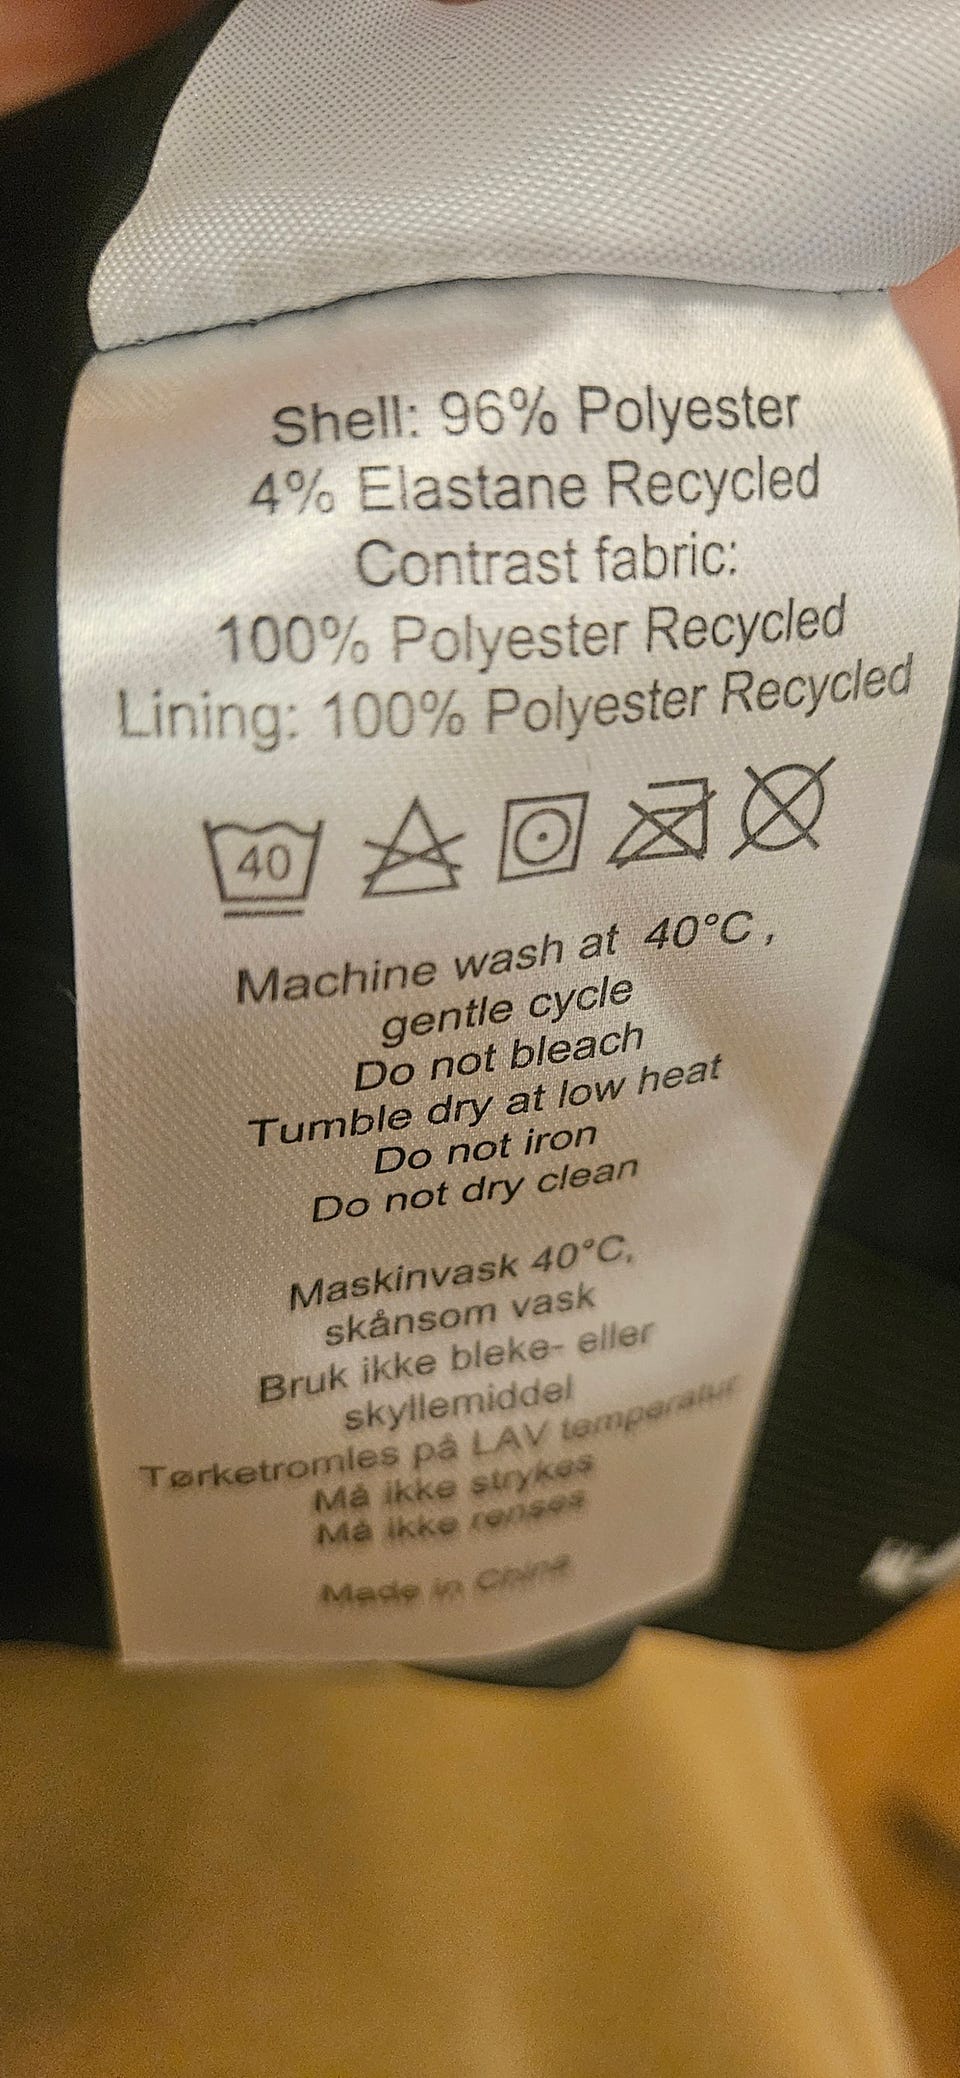 Shell: 96% Polyester
4% Elastane Recycled
Contrast fabric:
100% Polyester Recycled
Lining: 100% Polyester Recycled
40
Machine wash at 40°C,
gentle cycle
Do not bleach
Tumble dry at low heat
Do not iron
Do not dry clean
Maskinvask 40°C,
skånsom vask
Bruk ikke bleke- eller
skyllemiddel
Tørketromles på LAV temperatur
Må ikke strykes
Må ikke renses
Made in China